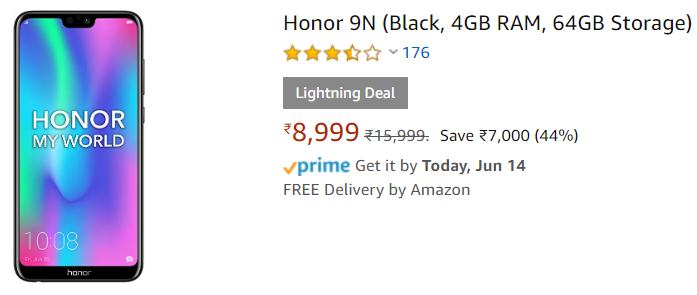 Honor 9N (Black, 4GB RAM, 64GB Storage)
176
Lightning Deal
₹8,999 ₹15,999. Save ₹7,000 (44%)
prime Get it by Today, Jun 14
FREE Delivery by Amazon
HONOR
MY WORLD
10:08
honor